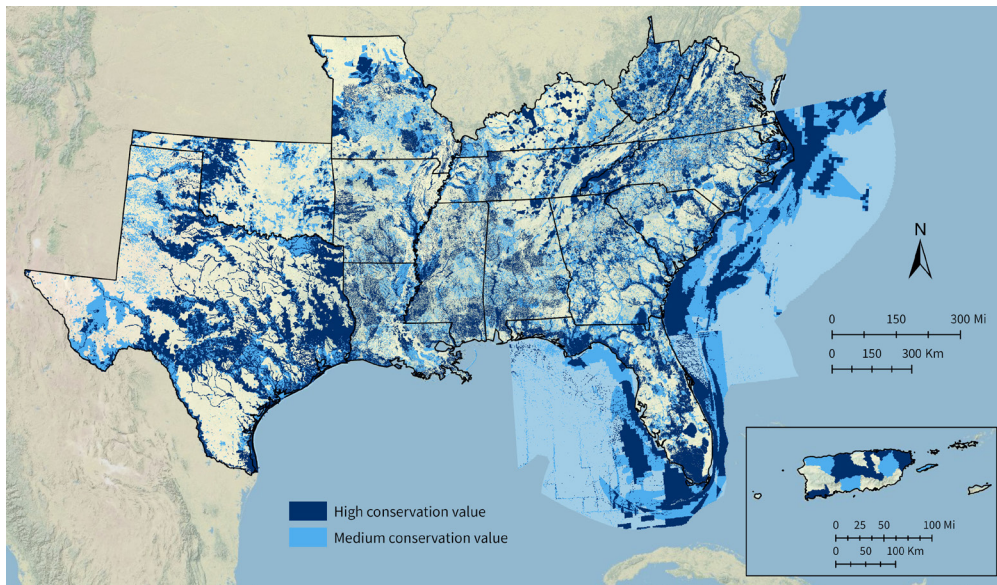 N
0 150 300 Mi
0 150 300 Km
High conservation value
Medium conservation value
0 25 50 100 Mi
0 50 100 Km